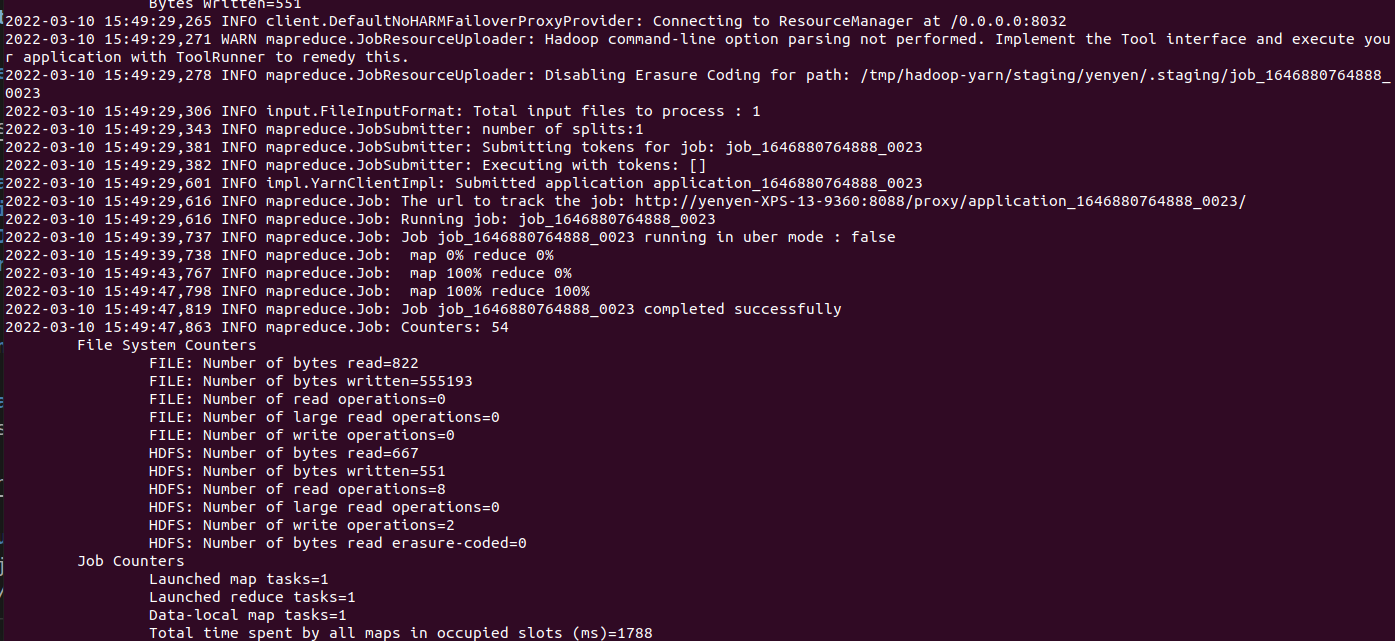 Bytes Written=551
2022-03-10 15:49:29,265 INFO client.DefaultNoHARMFailoverProxyProvider: Connecting to ResourceManager at /0.0.0.0:8032
2022-03-10 15:49:29,271 WARN mapreduce.JobResourceUploader: Hadoop command-line option parsing not performed. Implement the Tool interface and execute you
r application with ToolRunner to remedy this.
2022-03-10 15:49:29,278 INFO mapreduce.JobResourceUploader: Disabling Erasure Coding for path: /tmp/hadoop-yarn/staging/yenyen/.staging/job_1646880764888_
0023
2022-03-10 15:49:29,306 INFO input.FileInputFormat: Total input files to process : 1
2022-03-10 15:49:29,343 INFO mapreduce.JobSubmitter: number of splits:1
2022-03-10 15:49:29,381 INFO mapreduce.JobSubmitter: Submitting tokens for job: job_1646880764888_0023
2022-03-10 15:49:29,382 INFO mapreduce.JobSubmitter: Executing with tokens: []
2022-03-10 15:49:29,601 INFO impl.YarnClientImpl: Submitted application application_1646880764888_0023
2022-03-10 15:49:29,616 INFO mapreduce.Job: The url to track the job: http://yenyen-XPS-13-9360:8088/proxy/application_1646880764888_0023/
2022-03-10 15:49:29,616 INFO mapreduce.Job: Running job: job_1646880764888_0023
2022-03-10 15:49:39,737 INFO mapreduce.Job: Job job_1646880764888_0023 running in uber mode : false
2022-03-10 15:49:39,738 INFO mapreduce.Job:  map 0% reduce 0%
2022-03-10 15:49:43,767 INFO mapreduce.Job:  map 100% reduce 0%
2022-03-10 15:49:47,798 INFO mapreduce.Job:  map 100% reduce 100%
2022-03-10 15:49:47,819 INFO mapreduce.Job: Job job_1646880764888_0023 completed successfully
2022-03-10 15:49:47,863 INFO mapreduce.Job: Counters: 54
File System Counters
FILE: Number of bytes read=822
FILE: Number of bytes written=555193
FILE: Number of read operations=0
FILE: Number of large read operations=0
FILE: Number of write operations=0
HDFS: Number of bytes read=667
HDFS: Number of bytes written=551
HDFS: Number of read operations=8
HDFS: Number of large read operations=0
HDFS: Number of write operations=2
HDFS: Number of bytes read erasure-coded=0
Job Counters
Launched map tasks=1
Launched reduce tasks=1
Data-local map tasks=1
Total time spent by all maps in occupied slots (ms)=1788